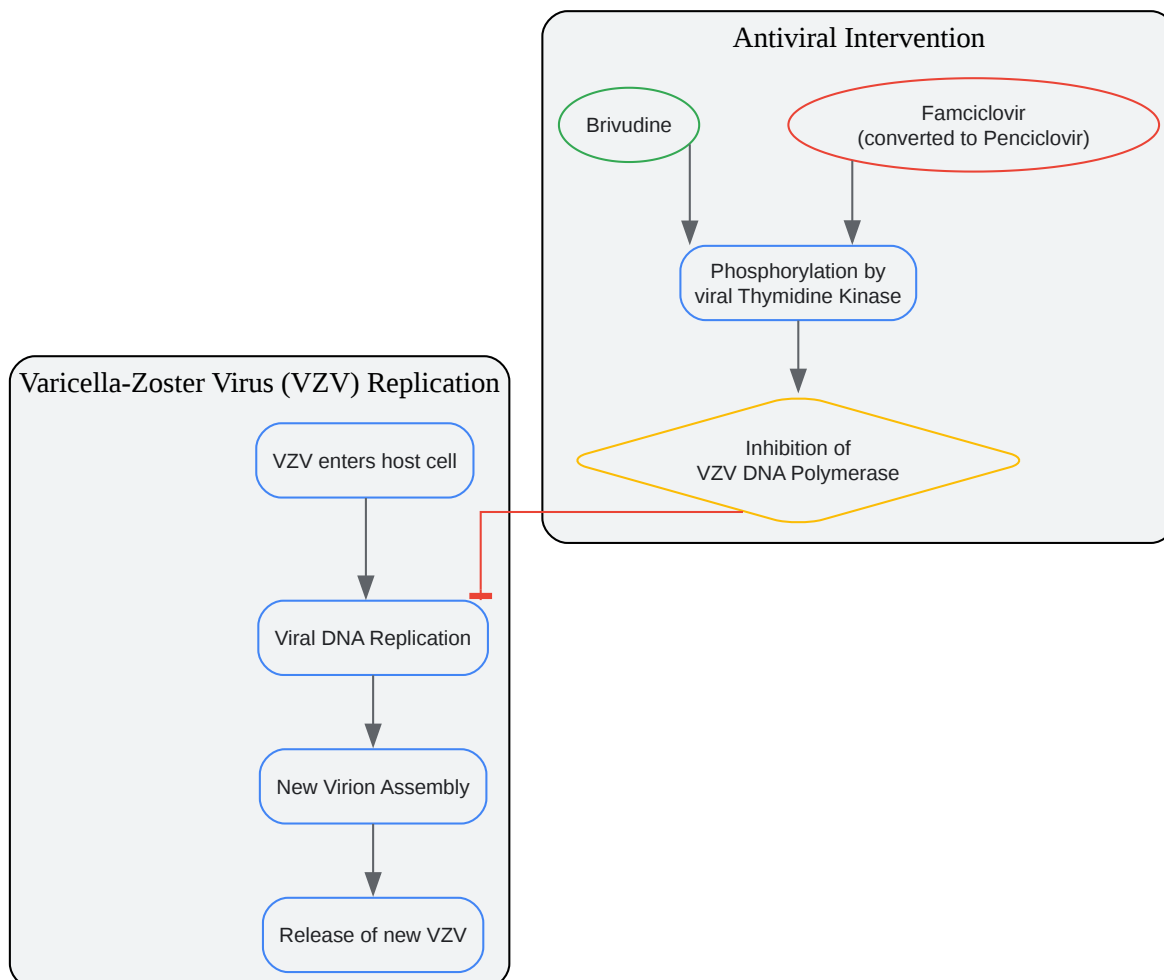 Antiviral Intervention
Brivudine
Famciclovir
(converted to Penciclovir)
Phosphorylation by
viral Thymidine Kinase
Inhibition of
VZV DNA Polymerase
Varicella-Zoster Virus (VZV) Replication
VZV enters host cell
Viral DNA Replication
New Virion Assembly
Release of new VZV